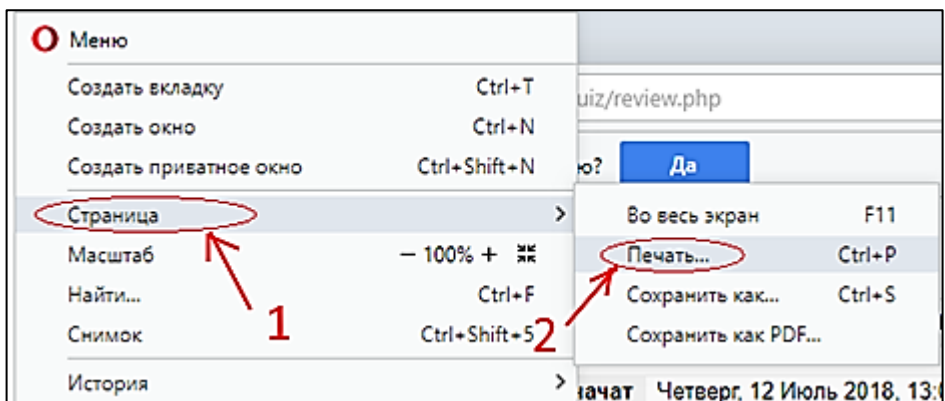 Меню
Создать вкладку Ctrl+T
Создать окно Ctrl+N
Создать приватное окно Ctrl+Shift+N
Страница >
Масштаб – 100% +
Найти... Ctrl+F
Снимок Ctrl+Shift+5
История >
1
uiz/review.php
ю? Да
Во весь экран F11
Печать... Ctrl+P
Сохранить как... Ctrl+S
Сохранить как PDF...
2
начат Четверг, 12 Июль 2018, 13: